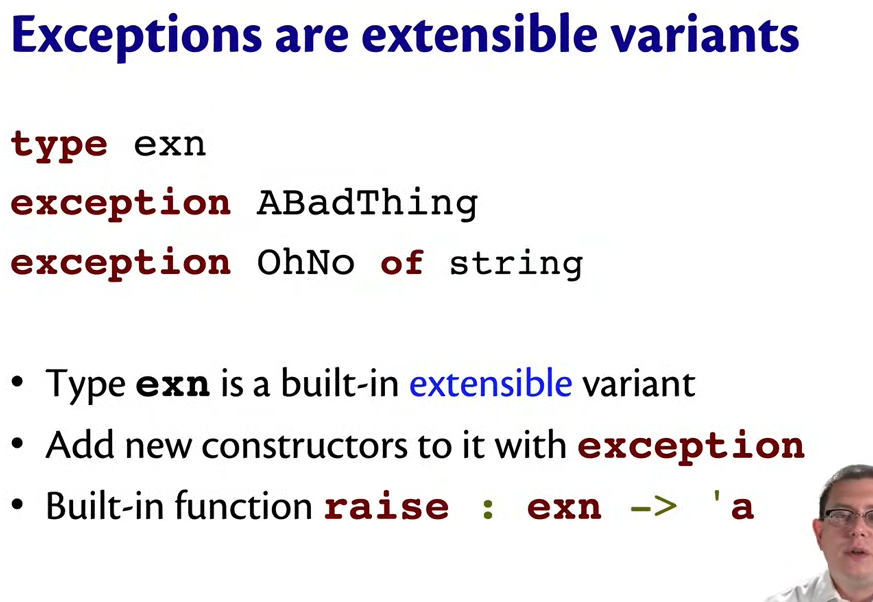 Exceptions are extensible variants
type exn
exception ABadThing
exception OhNo of string
• Type exn is a built-in extensible variant
• Add new constructors to it with exception
• Built-in function raise : exn -> 'a